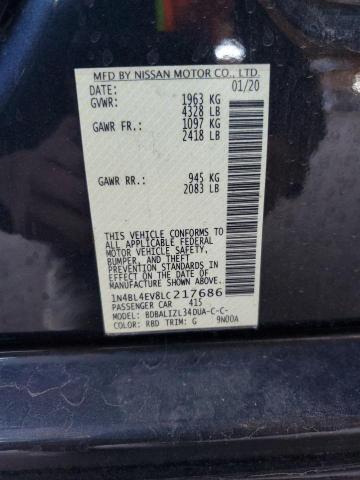 MFD BY NISSAN MOTOR CO., LTD.
DATE: 01/20
GVWR: 1963 KG
4328 LB
GAWR FR.: 1097 KG
2418 LB
GAWR RR.: 945 KG
2083 LB
THIS VEHICLE CONFORMS TO
ALL APPLICABLE FEDERAL
MOTOR VEHICLE SAFETY,
BUMPER, AND THEFT
PREVENTION STANDARDS IN
EFFECT ON THE DATE OF
MANUFACTURE SHOWN
ABOVE.
1N4BL4EV8LC217686
PASSENGER CAR 415
MODEL: BDBALIZL34DUA-C-C-
COLOR: RBD TRIM: G 9N00A